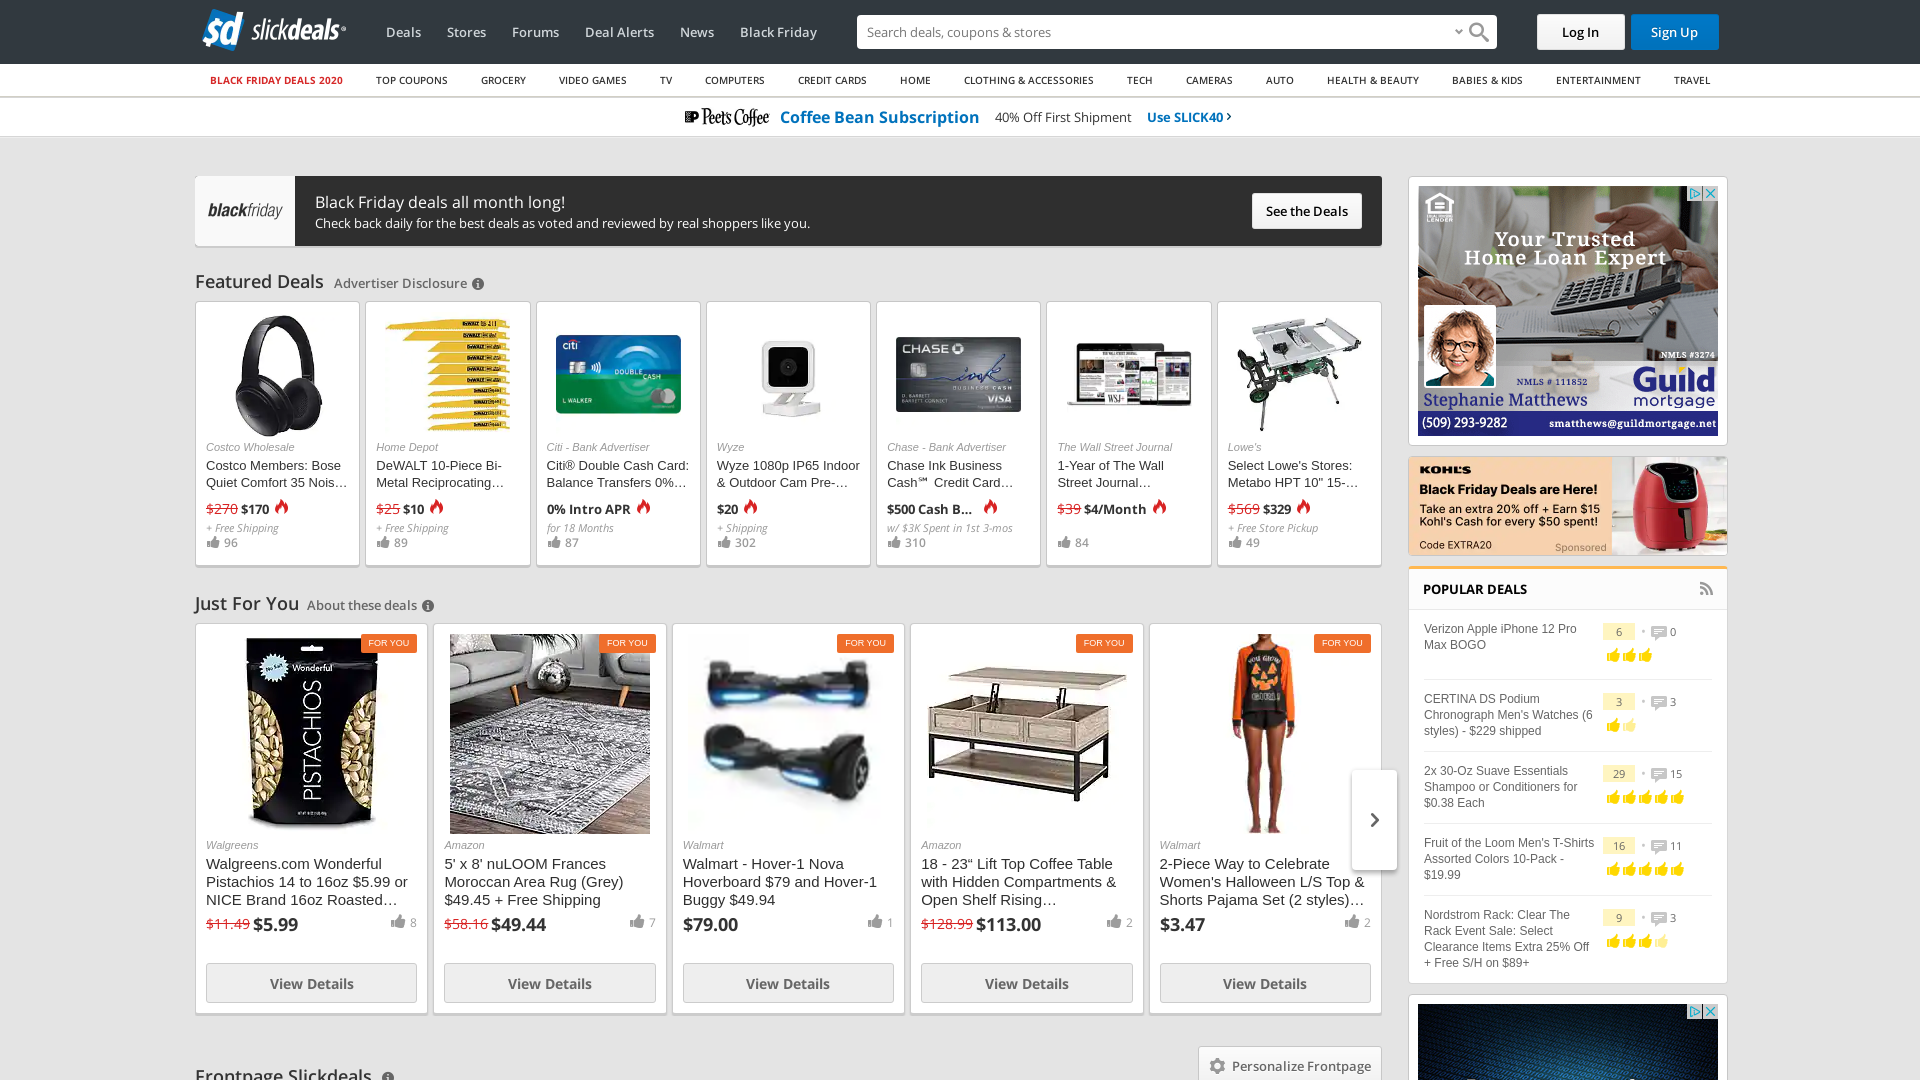 sd slickdeals
Deals
Stores
Forums
Deal Alerts
News
Black Friday
Search deals, coupons & stores
Log In
Sign Up
BLACK FRIDAY DEALS 2020
TOP COUPONS
GROCERY
VIDEO GAMES
TV
COMPUTERS
CREDIT CARDS
HOME
CLOTHING & ACCESSORIES
TECH
CAMERAS
AUTO
HEALTH & BEAUTY
BABIES & KIDS
ENTERTAINMENT
TRAVEL
Peet's Coffee
Coffee Bean Subscription
40% Off First Shipment
Use SLICK40
blackfriday
Black Friday deals all month long!
Check back daily for the best deals as voted and reviewed by real shoppers like you.
See the Deals
Featured Deals
Advertiser Disclosure
Costco Wholesale
Costco Members: Bose
Quiet Comfort 35 Nois…
$270 $170
+ Free Shipping
96
Home Depot
DeWALT 10-Piece Bi-
Metal Reciprocating…
$25 $10
+ Free Shipping
89
citi
DOUBLE CASH
L WALKER
Citi - Bank Advertiser
Citi® Double Cash Card:
Balance Transfers 0%…
0% Intro APR
for 18 Months
87
Wyze
Wyze 1080p IP65 Indoor
& Outdoor Cam Pre-…
$20
+ Shipping
302
CHASE
ink
BUSINESS CASH
D. BARRETT
VISA
Chase - Bank Advertiser
Chase Ink Business
Cash℠ Credit Card…
$500 Cash B…
w/ $3K Spent in 1st 3-mos
310
WSJ
The Wall Street Journal
1-Year of The Wall
Street Journal…
$39 $4/Month
84
Lowe's
Select Lowe's Stores:
Metabo HPT 10" 15-…
$569 $329
+ Free Store Pickup
49
Just For You
About these deals
FOR YOU
No Salt
Wonderful
PISTACHIOS
Walgreens
Walgreens.com Wonderful
Pistachios 14 to 16oz $5.99 or
NICE Brand 16oz Roasted…
$11.49 $5.99
8
View Details
FOR YOU
Amazon
5' x 8' nuLOOM Frances
Moroccan Area Rug (Grey)
$49.45 + Free Shipping
$58.16 $49.44
7
View Details
FOR YOU
Walmart
Walmart - Hover-1 Nova
Hoverboard $79 and Hover-1
Buggy $49.94
$79.00
1
View Details
FOR YOU
Amazon
18 - 23“ Lift Top Coffee Table
with Hidden Compartments &
Open Shelf Rising…
$128.99 $113.00
2
View Details
FOR YOU
YOU GLOW
GIRL!
Walmart
2-Piece Way to Celebrate
Women's Halloween L/S Top &
Shorts Pajama Set (2 styles)…
$3.47
2
View Details
Frontpage Slickdeals
Personalize Frontpage
Your Trusted
Home Loan Expert
NMLS #3274
NMLS # 111852
Stephanie Matthews
Guild
mortgage
(509) 293-9282
smatthews@guildmortgage.net
KOHL'S
Black Friday Deals are Here!
Take an extra 20% off + Earn $15
Kohl's Cash for every $50 spent!
Code EXTRA20
Sponsored
POPULAR DEALS
Verizon Apple iPhone 12 Pro
Max BOGO
6
0
CERTINA DS Podium
Chronograph Men's Watches (6
styles) - $229 shipped
3
3
2x 30-Oz Suave Essentials
Shampoo or Conditioners for
$0.38 Each
29
15
Fruit of the Loom Men's T-Shirts
Assorted Colors 10-Pack -
$19.99
16
11
Nordstrom Rack: Clear The
Rack Event Sale: Select
Clearance Items Extra 25% Off
+ Free S/H on $89+
9
3